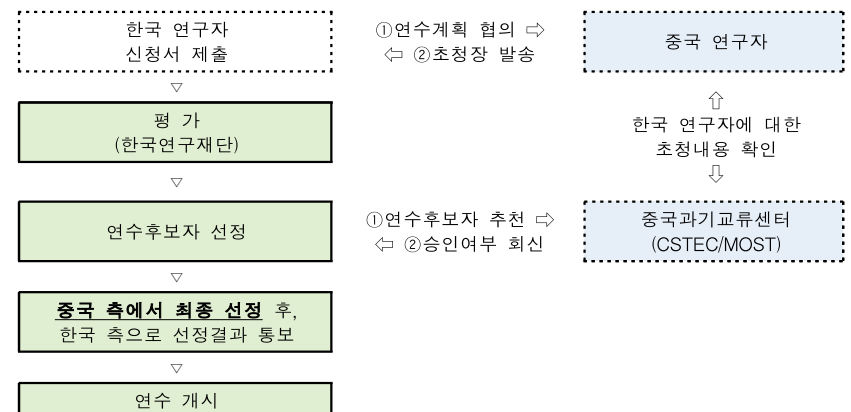 한국 연구자
신청서 제출
①연수계획 협의 ⇨
⇦ ②초청장 발송
중국 연구자
▽
평 가
(한국연구재단)
⇧
한국 연구자에 대한
초청내용 확인
⇩
▽
연수후보자 선정
①연수후보자 추천 ⇨
⇦ ②승인여부 회신
중국과기교류센터
(CSTEC/MOST)
▽
중국 측에서 최종 선정 후,
한국 측으로 선정결과 통보
▽
연수 개시